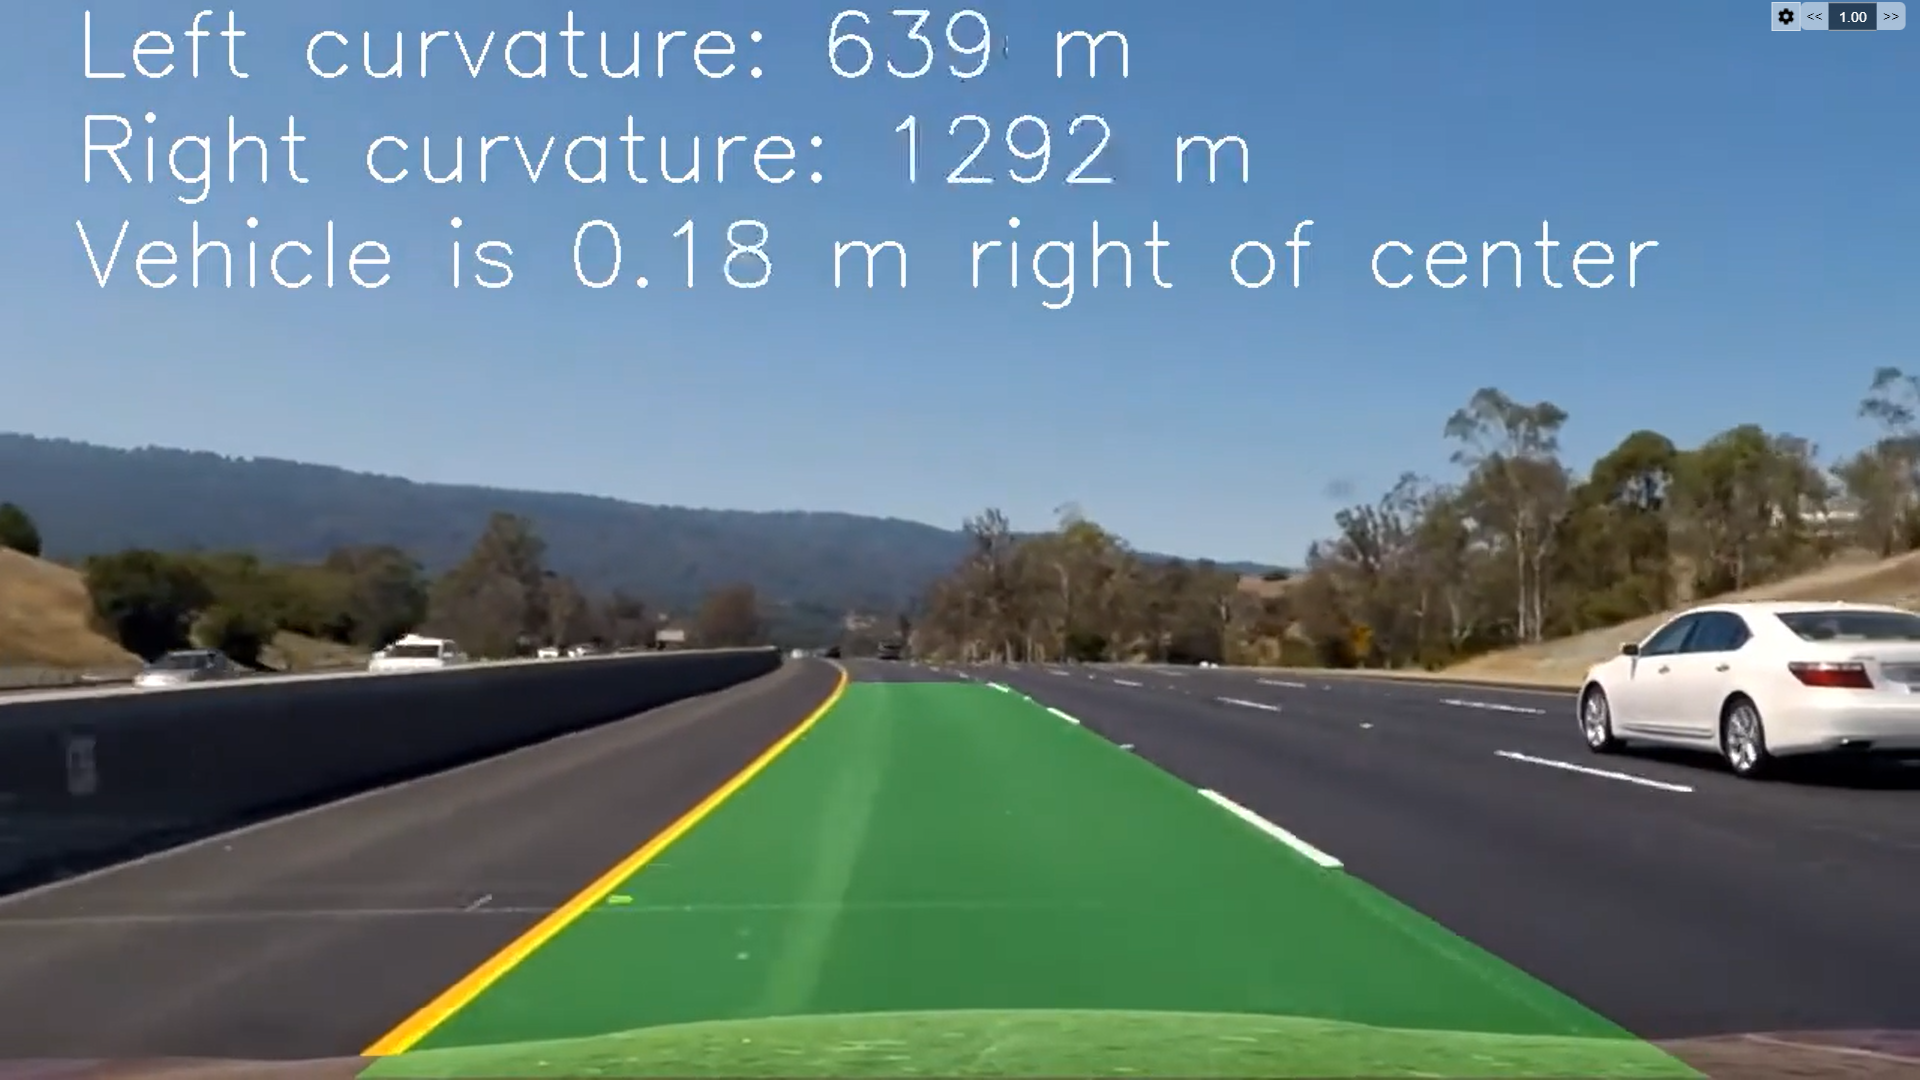 Left curvature: 639 m
Right curvature: 1292 m
Vehicle is 0.18 m right of center
<< 1.00 >>